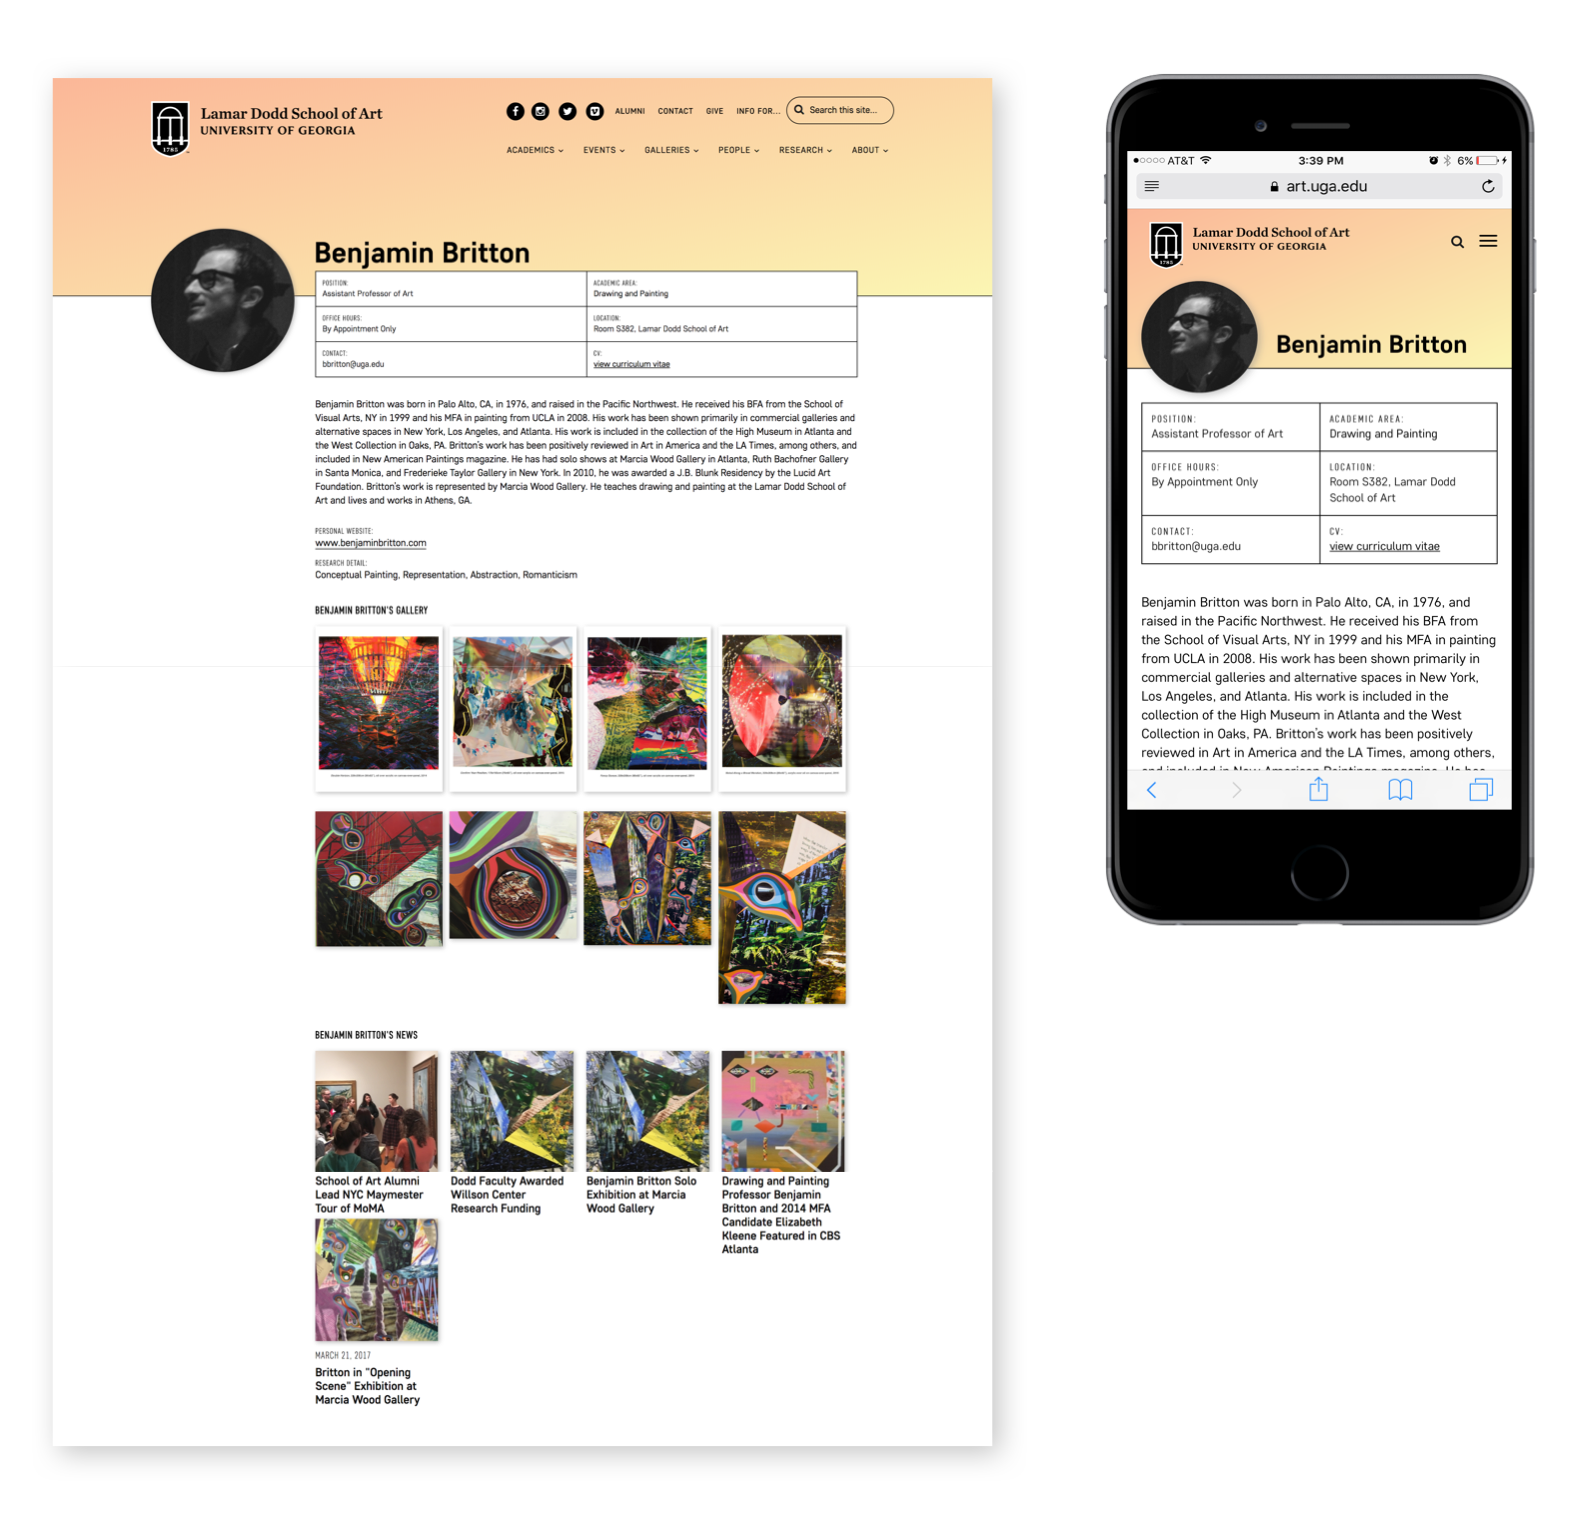 Lamar Dodd School of Art
UNIVERSITY OF GEORGIA
1785
ALUMNI CONTACT GIVE INFO FOR... Search this site...
ACADEMICS EVENTS GALLERIES PEOPLE RESEARCH ABOUT
Benjamin Britton
POSITION:
Assistant Professor of Art
ACADEMIC AREA:
Drawing and Painting
OFFICE HOURS:
By Appointment Only
LOCATION:
Room S382, Lamar Dodd School of Art
CONTACT:
bbritton@uga.edu
CV:
view curriculum vitae
Benjamin Britton was born in Palo Alto, CA, in 1976, and raised in the Pacific Northwest. He received his BFA from the School of
Visual Arts, NY in 1999 and his MFA in painting from UCLA in 2008. His work has been shown primarily in commercial galleries and
alternative spaces in New York, Los Angeles, and Atlanta. His work is included in the collection of the High Museum in Atlanta and
the West Collection in Oaks, PA. Britton's work has been positively reviewed in Art in America and the LA Times, among others, and
included in New American Paintings magazine. He has had solo shows at Marcia Wood Gallery in Atlanta, Ruth Bachofner Gallery
in Santa Monica, and Frederieke Taylor Gallery in New York. In 2010, he was awarded a J.B. Blunk Residency by the Lucid Art
Foundation. Britton's work is represented by Marcia Wood Gallery. He teaches drawing and painting at the Lamar Dodd School of
Art and lives and works in Athens, GA.
PERSONAL WEBSITE:
www.benjaminbritton.com
RESEARCH DETAIL:
Conceptual Painting, Representation, Abstraction, Romanticism
BENJAMIN BRITTON'S GALLERY
BENJAMIN BRITTON'S NEWS
School of Art Alumni
Lead NYC Maymester
Tour of MoMA
Dodd Faculty Awarded
Willson Center
Research Funding
Benjamin Britton Solo
Exhibition at Marcia
Wood Gallery
Drawing and Painting
Professor Benjamin
Britton and 2014 MFA
Candidate Elizabeth
Kleene Featured in CBS
Atlanta
MARCH 21, 2017
Britton in "Opening
Scene" Exhibition at
Marcia Wood Gallery
AT&T 3:39 PM 6%
art.uga.edu
Lamar Dodd School of Art
UNIVERSITY OF GEORGIA
1785
Benjamin Britton
POSITION:
Assistant Professor of Art
ACADEMIC AREA:
Drawing and Painting
OFFICE HOURS:
By Appointment Only
LOCATION:
Room S382, Lamar Dodd
School of Art
CONTACT:
bbritton@uga.edu
CV:
view curriculum vitae
Benjamin Britton was born in Palo Alto, CA, in 1976, and
raised in the Pacific Northwest. He received his BFA from
the School of Visual Arts, NY in 1999 and his MFA in painting
from UCLA in 2008. His work has been shown primarily in
commercial galleries and alternative spaces in New York,
Los Angeles, and Atlanta. His work is included in the
collection of the High Museum in Atlanta and the West
Collection in Oaks, PA. Britton's work has been positively
reviewed in Art in America and the LA Times, among others,
and included in New American Paintings magazine. He has